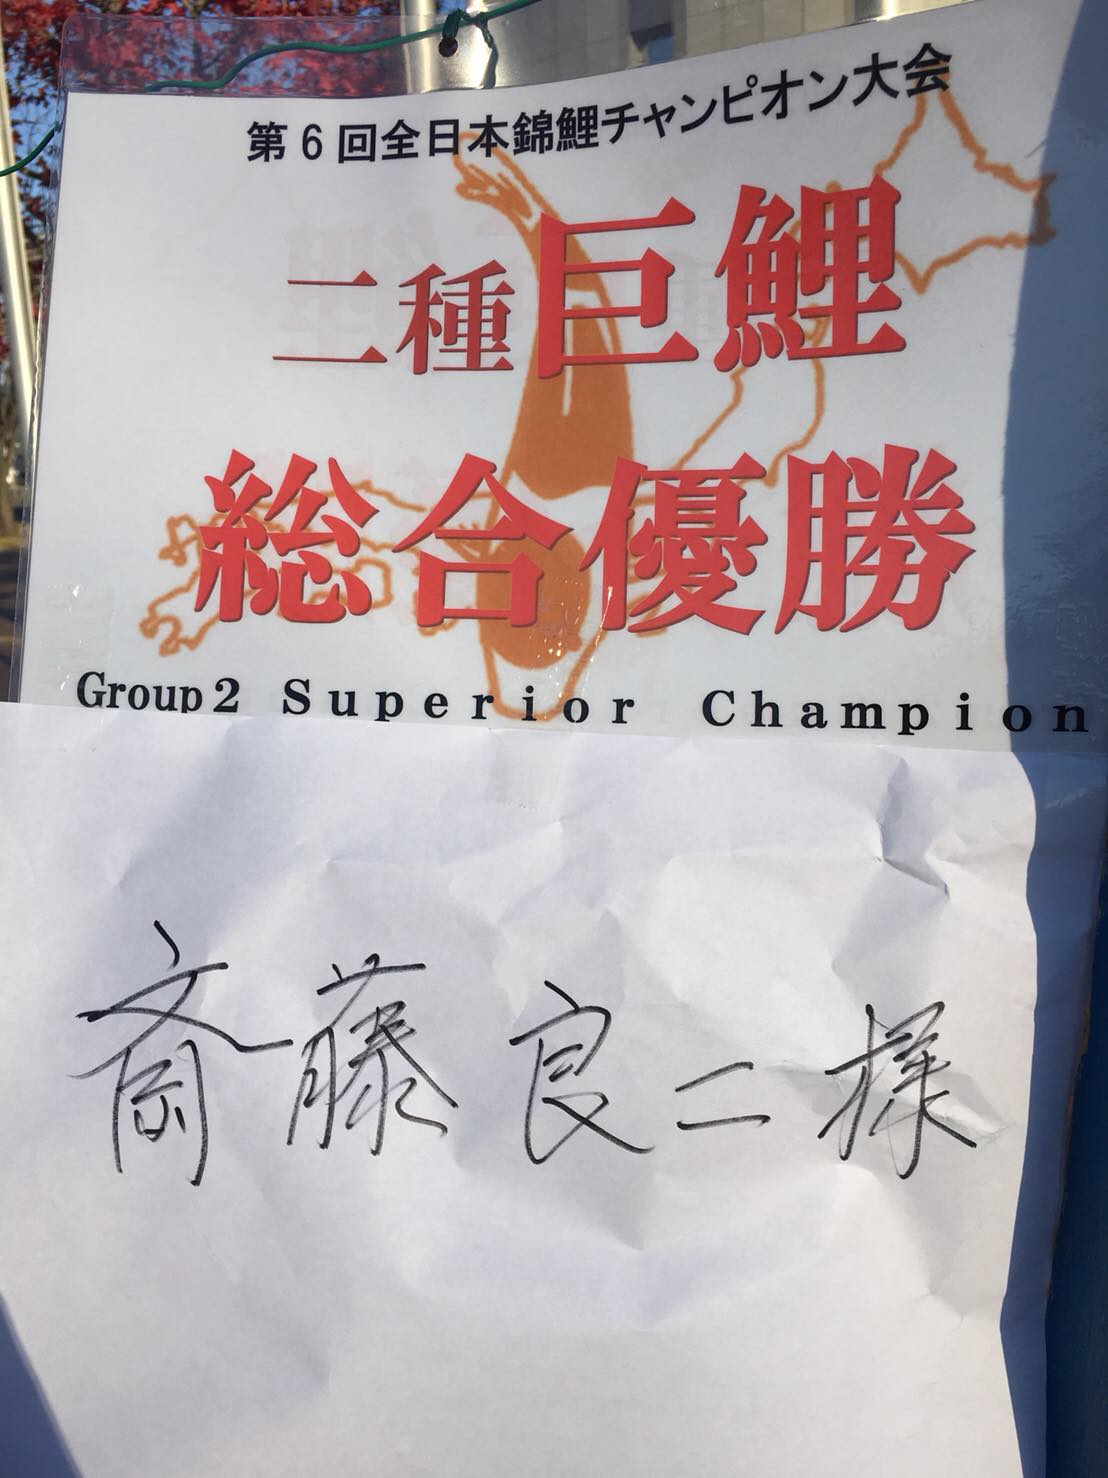 第6回全日本錦鯉チャンピオン大会
二種巨鯉
総合優勝
Group2 Superior Champion
斎藤良二様